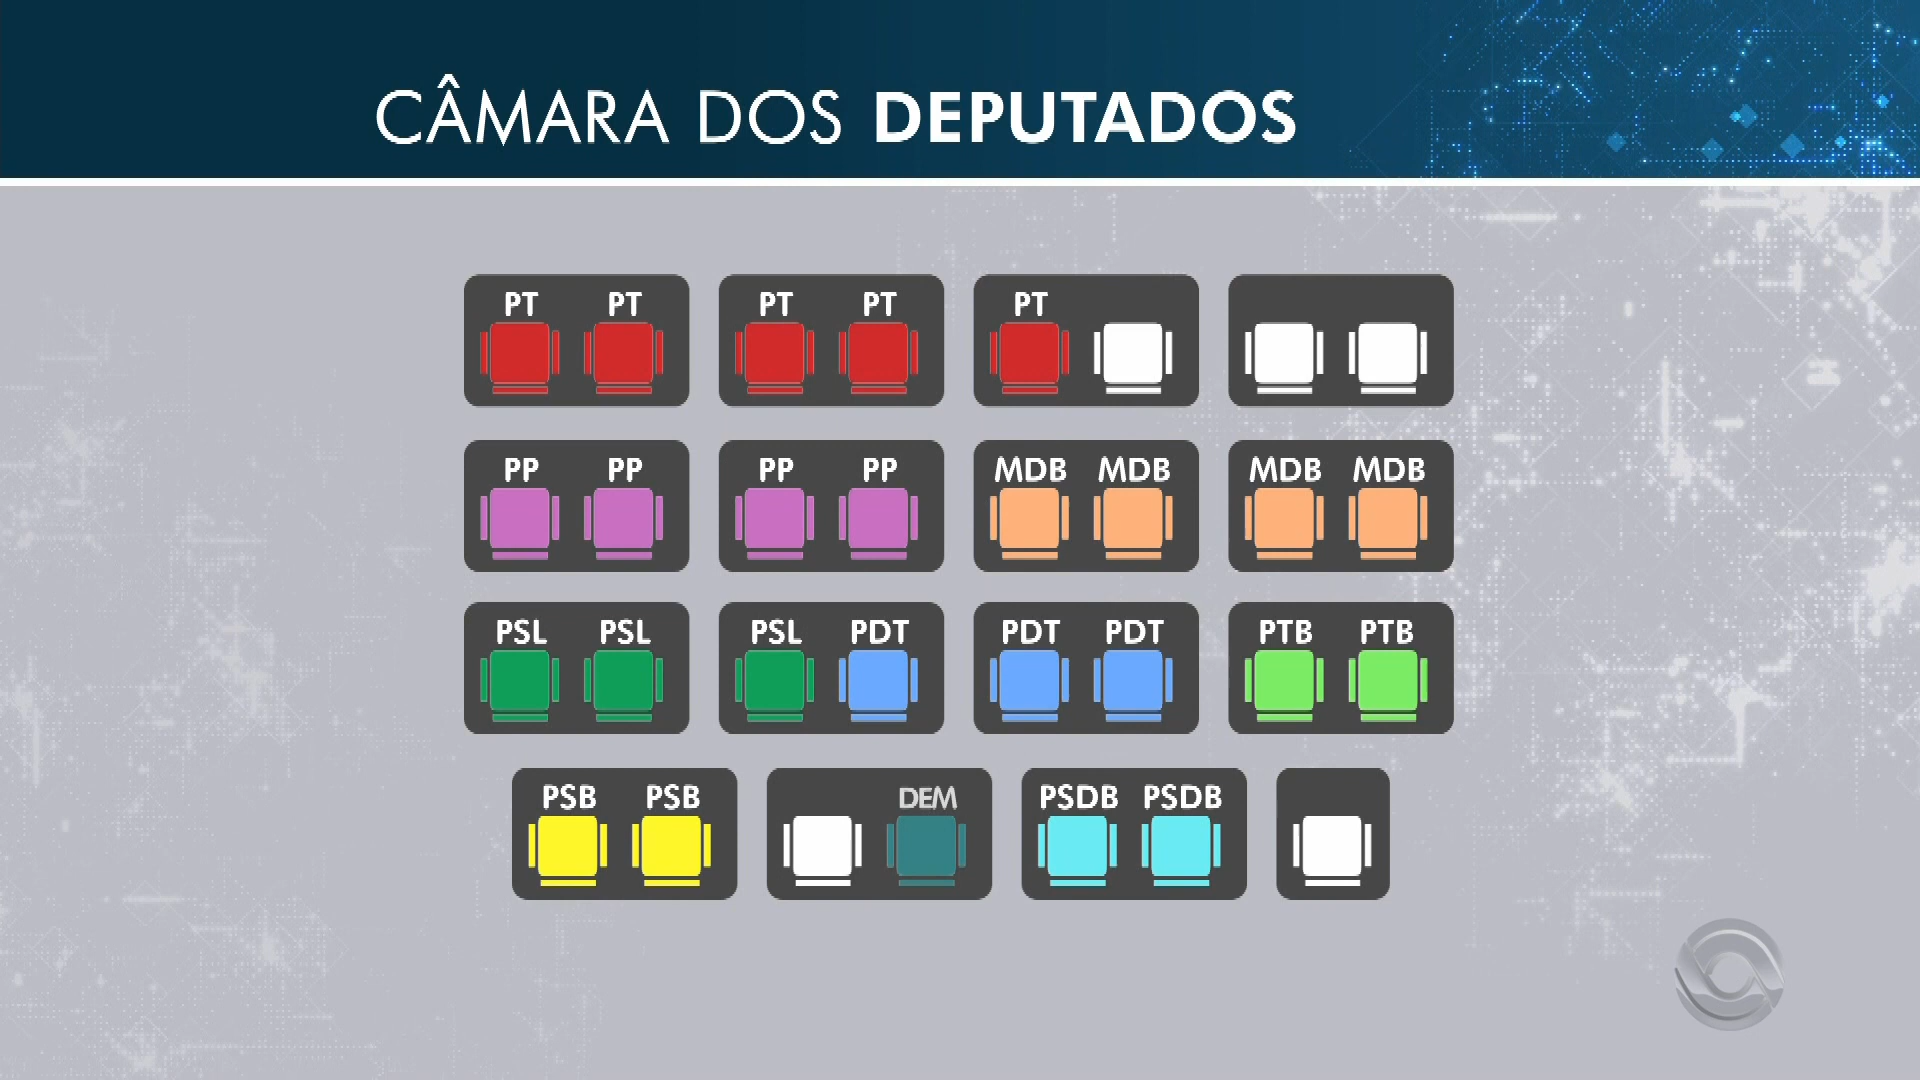 CÂMARA DOS DEPUTADOS
PT PT PT PT PT
PP PP PP PP MDB MDB MDB MDB
PSL PSL PSL PDT PDT PDT PTB PTB
PSB PSB DEM PSDB PSDB